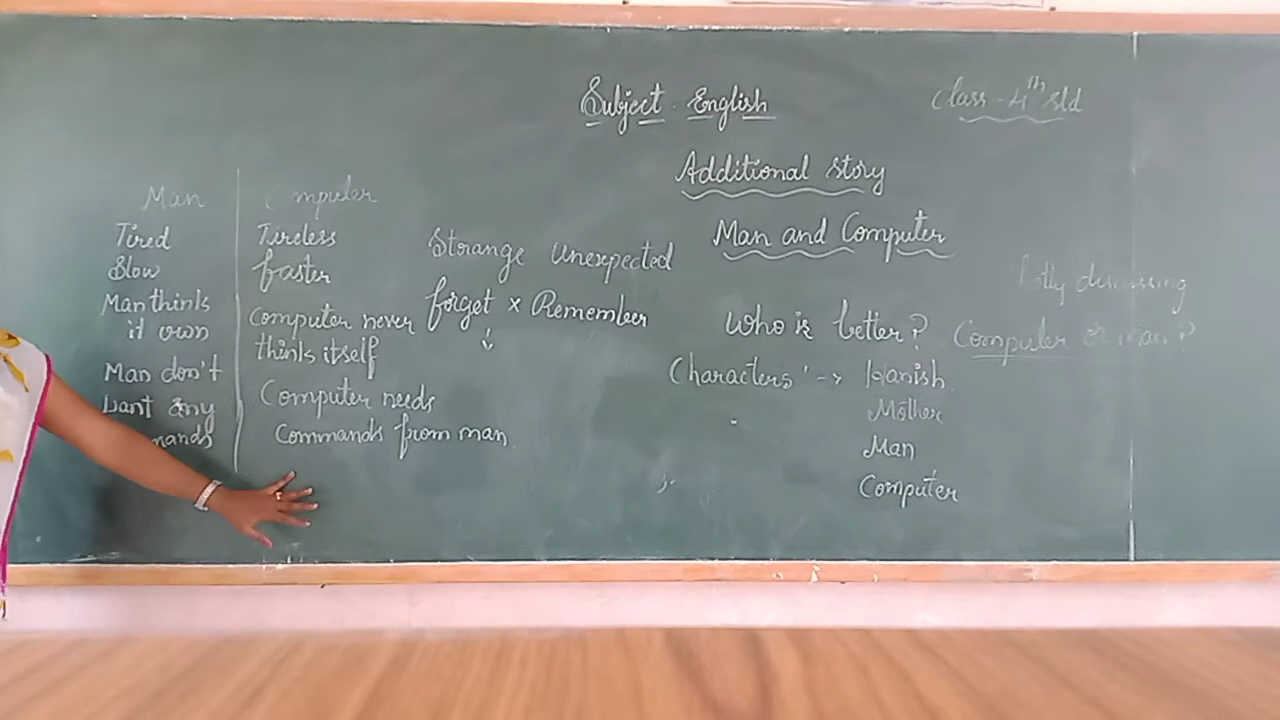 Subject English
Class - 4th std
Additional story
Man and Computer
Man Computer
Tired Tireless
Slow faster
Man thinks it own
Computer never thinks itself
Man don't want any
Computer needs
Commands from man
Strange Unexpected
forget × Remember
Who is better? Computer or man?
discussing
Characters' -> Hanish
Mother
Man
Computer